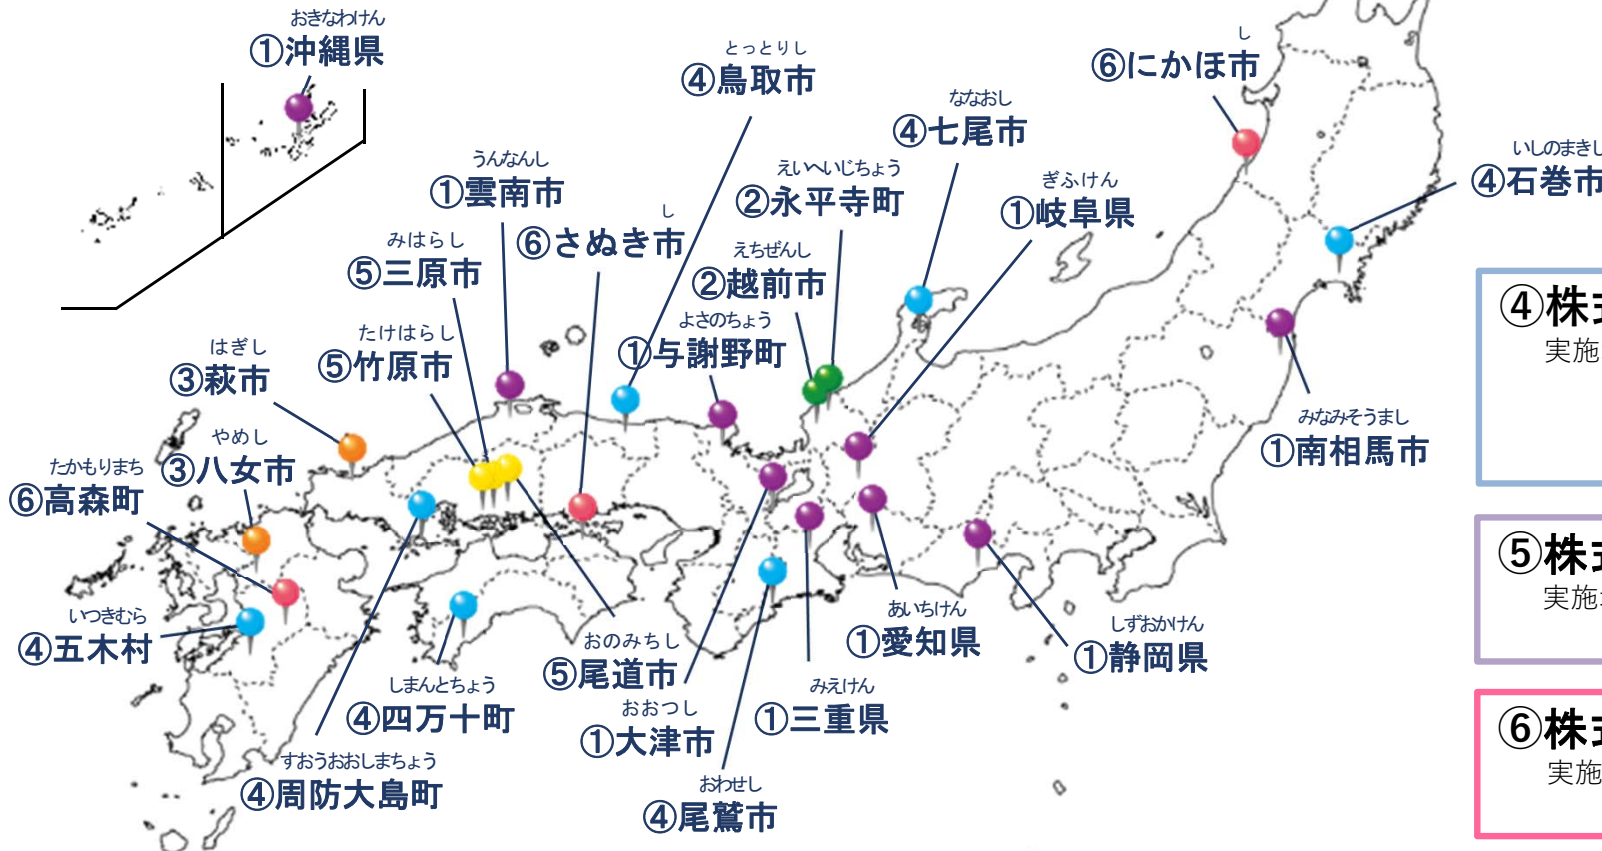 おきなわけん
①沖縄県
とっとりし
④鳥取市
し
⑥にかほ市
ななおし
④七尾市
いしのまきし
④石巻市
うんなんし
①雲南市
えいへいじちょう
②永平寺町
ぎふけん
①岐阜県
し
⑥さぬき市
みはらし
⑤三原市
えちぜんし
②越前市
よさのちょう
①与謝野町
たけはらし
⑤竹原市
はぎし
③萩市
やめし
③八女市
たかもりまち
⑥高森町
みなみそうまし
①南相馬市
いつきむら
④五木村
あいちけん
①愛知県
しずおかけん
①静岡県
おのみちし
⑤尾道市
しまんとちょう
④四万十町
おおつし
①大津市
みえけん
①三重県
すおうおおしまちょう
④周防大島町
おわせし
④尾鷲市
④株式
実施
⑤株式
実施
⑥株式
実施